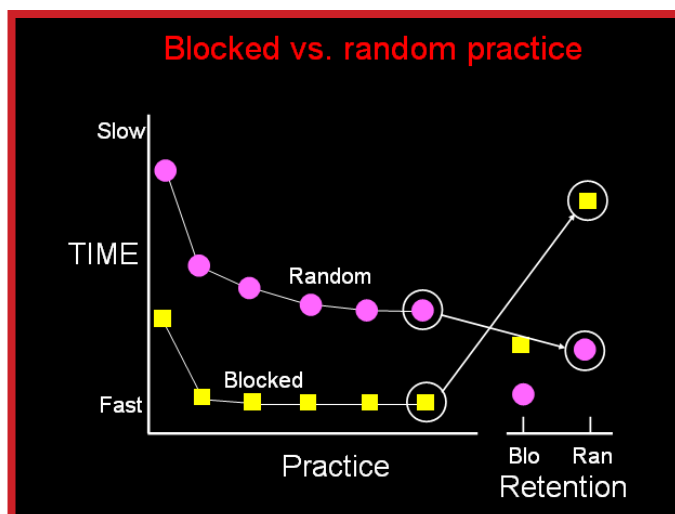 Blocked vs. random practice
Slow
TIME
Random
Blocked
Fast
Practice
Blo Ran
Retention